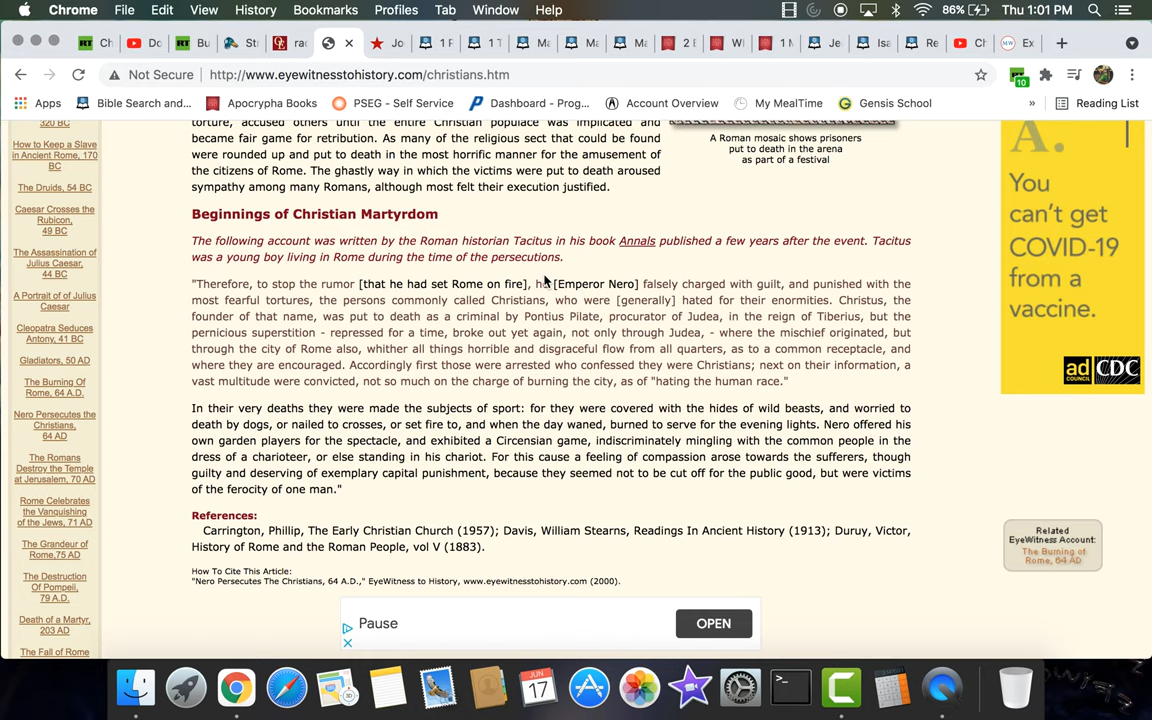 Chrome File Edit View History Bookmarks Profiles Tab Window Help 86% Thu 1:01 PM
Ch Do Bu St rac Jo 1 P 1 T Ma Ma Ma 2 E Wi 1 M Je Isa Re Ch Ex
Not Secure http://www.eyewitnesstohistory.com/christians.htm 10
Apps Bible Search and... Apocrypha Books PSEG - Self Service Dashboard - Prog... Account Overview My MealTime Gensis School » Reading List
320 BC
How to Keep a Slave
in Ancient Rome, 170
BC
The Druids, 54 BC
Caesar Crosses the
Rubicon,
49 BC
The Assassination of
Julius Caesar,
44 BC
A Portrait of of Julius
Caesar
Cleopatra Seduces
Antony, 41 BC
Gladiators, 50 AD
The Burning Of
Rome, 64 A.D.
Nero Persecutes the
Christians,
64 AD
The Romans
Destroy the Temple
at Jerusalem, 70 AD
Rome Celebrates
the Vanquishing
of the Jews, 71 AD
The Grandeur of
Rome,75 AD
The Destruction
Of Pompeii,
79 A.D.
Death of a Martyr,
203 AD
The Fall of Rome
torture, accused others until the entire Christian populace was implicated and
became fair game for retribution. As many of the religious sect that could be found
were rounded up and put to death in the most horrific manner for the amusement of
the citizens of Rome. The ghastly way in which the victims were put to death aroused
sympathy among many Romans, although most felt their execution justified.
A Roman mosaic shows prisoners
put to death in the arena
as part of a festival
Beginnings of Christian Martyrdom
The following account was written by the Roman historian Tacitus in his book Annals published a few years after the event. Tacitus
was a young boy living in Rome during the time of the persecutions.
"Therefore, to stop the rumor [that he had set Rome on fire], he [Emperor Nero] falsely charged with guilt, and punished with the
most fearful tortures, the persons commonly called Christians, who were [generally] hated for their enormities. Christus, the
founder of that name, was put to death as a criminal by Pontius Pilate, procurator of Judea, in the reign of Tiberius, but the
pernicious superstition - repressed for a time, broke out yet again, not only through Judea, - where the mischief originated, but
through the city of Rome also, whither all things horrible and disgraceful flow from all quarters, as to a common receptacle, and
where they are encouraged. Accordingly first those were arrested who confessed they were Christians; next on their information, a
vast multitude were convicted, not so much on the charge of burning the city, as of "hating the human race."
In their very deaths they were made the subjects of sport: for they were covered with the hides of wild beasts, and worried to
death by dogs, or nailed to crosses, or set fire to, and when the day waned, burned to serve for the evening lights. Nero offered his
own garden players for the spectacle, and exhibited a Circensian game, indiscriminately mingling with the common people in the
dress of a charioteer, or else standing in his chariot. For this cause a feeling of compassion arose towards the sufferers, though
guilty and deserving of exemplary capital punishment, because they seemed not to be cut off for the public good, but were victims
of the ferocity of one man."
References:
Carrington, Phillip, The Early Christian Church (1957); Davis, William Stearns, Readings In Ancient History (1913); Duruy, Victor,
History of Rome and the Roman People, vol V (1883).
How To Cite This Article:
"Nero Persecutes The Christians, 64 A.D.," EyeWitness to History, www.eyewitnesstohistory.com (2000).
A.
You
can't get
COVID-19
from a
vaccine.
ad COUNCIL CDC
Related
EyeWitness Account:
The Burning of
Rome, 64 AD
Pause OPEN
JUN
17